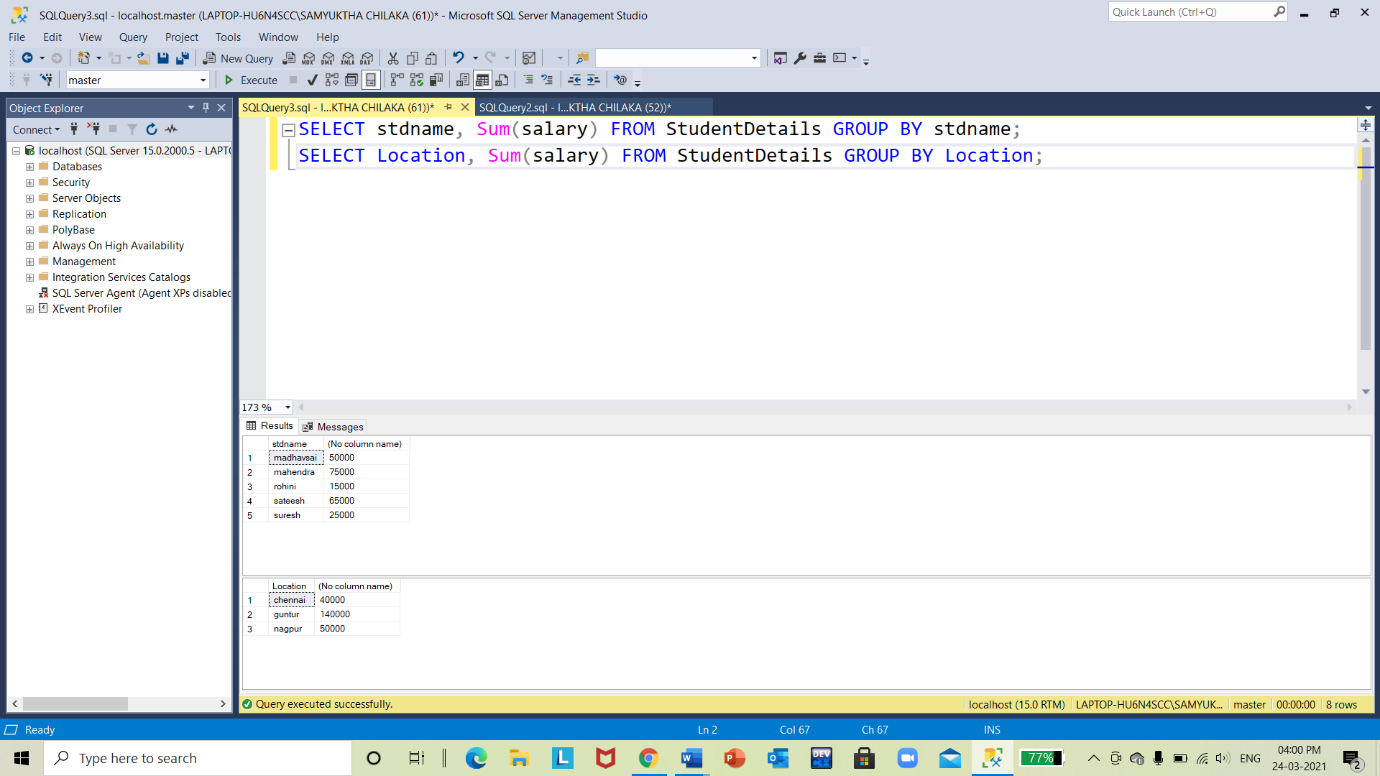 SQLQuery3.sql - localhost.master (LAPTOP-HU6N4SCC\SAMYUKTHA CHILAKA (61))* - Microsoft SQL Server Management Studio
Quick Launch (Ctrl+Q)
File Edit View Query Project Tools Window Help
New Query
MDX DMX XMLA DAX
master Execute
Object Explorer
SQLQuery3.sql - l...KTHA CHILAKA (61))* SQLQuery2.sql - l...KTHA CHILAKA (52))*
Connect
localhost (SQL Server 15.0.2000.5 - LAPT
Databases
Security
Server Objects
Replication
PolyBase
Always On High Availability
Management
Integration Services Catalogs
SQL Server Agent (Agent XPs disabled
XEvent Profiler
SELECT stdname, Sum(salary) FROM StudentDetails GROUP BY stdname;
SELECT Location, Sum(salary) FROM StudentDetails GROUP BY Location;
173 %
Results Messages
stdname (No column name)
1 madhavsai 50000
2 mahendra 75000
3 rohini 15000
4 sateesh 65000
5 suresh 25000
Location (No column name)
1 chennai 40000
2 guntur 140000
3 nagpur 50000
Query executed successfully.
localhost (15.0 RTM) LAPTOP-HU6N4SCC\SAMYUK... master 00:00:00 8 rows
Ready Ln 2 Col 67 Ch 67 INS
Type here to search
L
DEV
77%
ENG
04:00 PM
24-03-2021
2